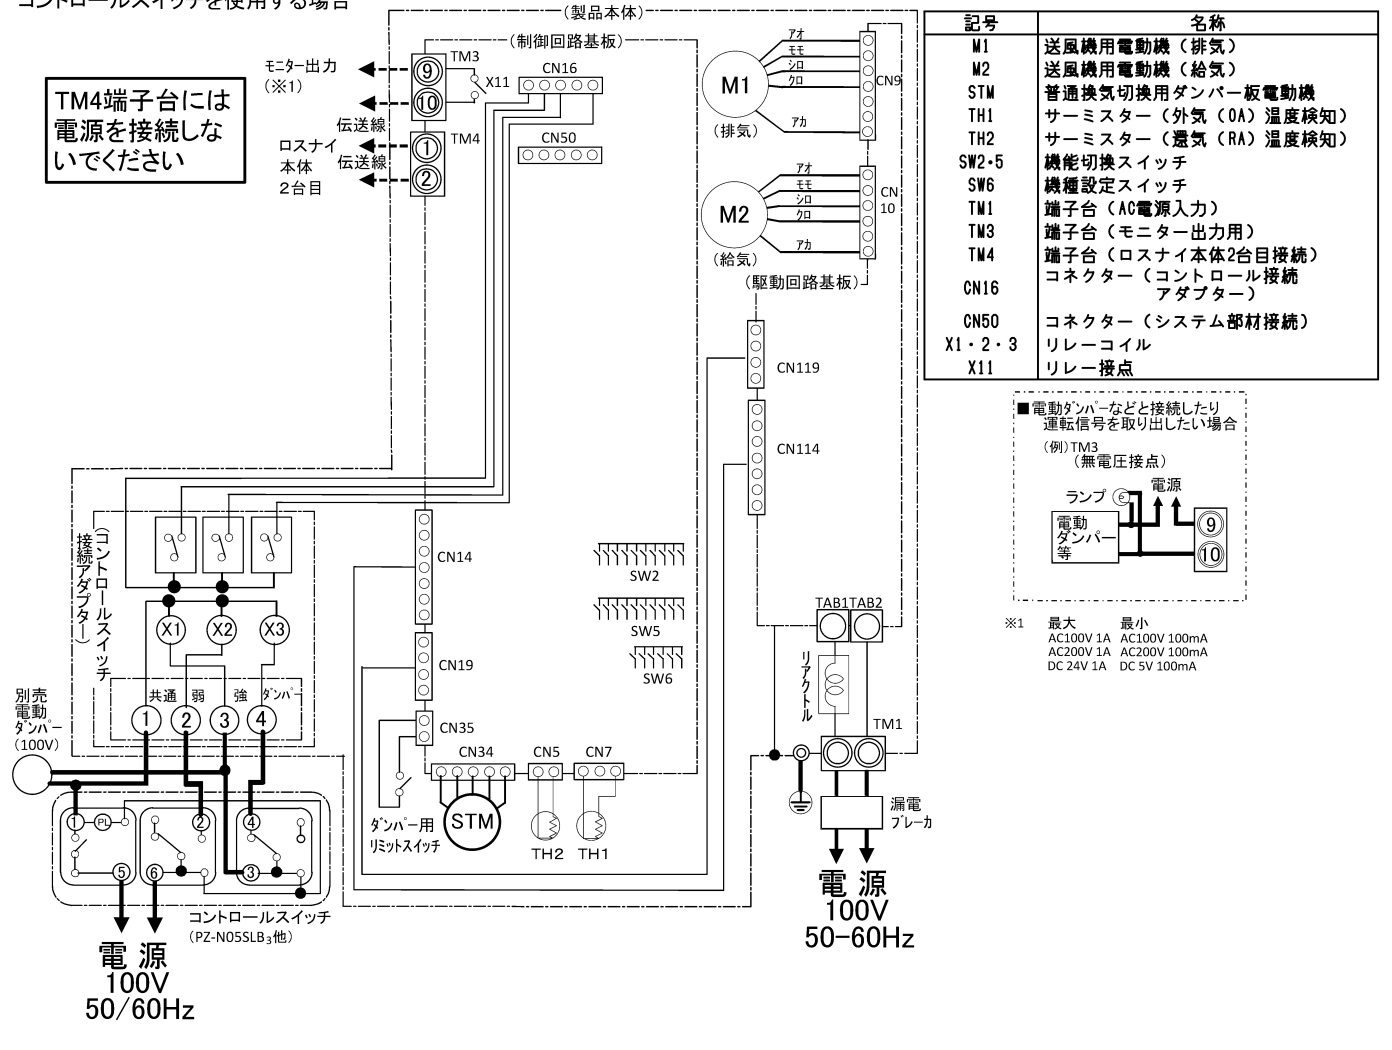 コントロールスイッチを使用する場合
TM4端子台には
電源を接続しな
いでください
(製品本体)
(制御回路基板)
モニター出力
(※1)
伝送線
ロスナイ
本体
2台目
伝送線
TM3
9
10
X11
TM4
1
2
CN16
CN50
M1
(排気)
アオ
モモ
シロ
クロ
アカ
CN9
M2
(給気)
アオ
モモ
シロ
クロ
アカ
CN
10
(駆動回路基板)
CN119
CN114
記号 名称
M1 送風機用電動機(排気)
M2 送風機用電動機(給気)
STM 普通換気切換用ダンパー板電動機
TH1 サーミスター(外気(OA)温度検知)
TH2 サーミスター(還気(RA)温度検知)
SW2・5 機能切換スイッチ
SW6 機種設定スイッチ
TM1 端子台(AC電源入力)
TM3 端子台(モニター出力用)
TM4 端子台(ロスナイ本体2台目接続)
CN16 コネクター(コントロール接続
アダプター)
CN50 コネクター(システム部材接続)
X1・2・3 リレーコイル
X11 リレー接点
■電動ダンパーなどと接続したり
運転信号を取り出したい場合
(例)TM3
(無電圧接点)
ランプ
電源
電動
ダンパー
等
9
10
※1 最大 最小
AC100V 1A AC100V 100mA
AC200V 1A AC200V 100mA
DC 24V 1A DC 5V 100mA
(コントロールスイッチ
接続アダプター)
X1
X2
X3
共通
弱
強
ダンパー
1
2
3
4
別売
電動
ダンパー
(100V)
1
PL
5
2
6
4
3
コントロールスイッチ
(PZ-N05SLB3他)
電源
100V
50/60Hz
CN14
CN19
CN35
CN34
CN5
CN7
STM
TH2
TH1
ダンパー用
リミットスイッチ
SW2
SW5
SW6
TAB1
TAB2
リアクトル
TM1
漏電
ブレーカ
電源
100V
50-60Hz